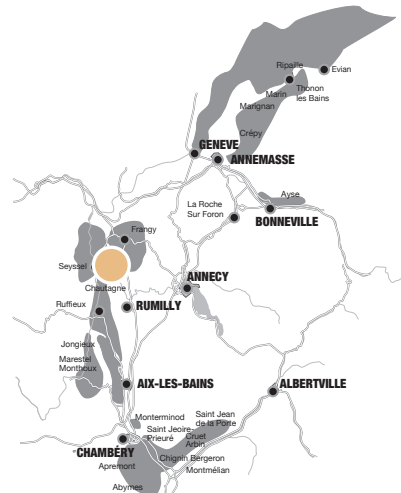 Ripaille
Evian
Marin
Thonon
les Bains
Marignan
Crépy
GENEVE
ANNEMASSE
Ayse
La Roche
Sur Foron
BONNEVILLE
Frangy
Seyssel
ANNECY
Chautagne
Ruffieux
RUMILLY
Jongieux
Marestel
Monthoux
AIX-LES-BAINS
ALBERTVILLE
Monterminod
Saint Jean
de la Porte
Saint Jeoire-
Prieuré
Cruet
Arbin
CHAMBÉRY
Chignin Bergeron
Apremont
Montmélian
Abymes